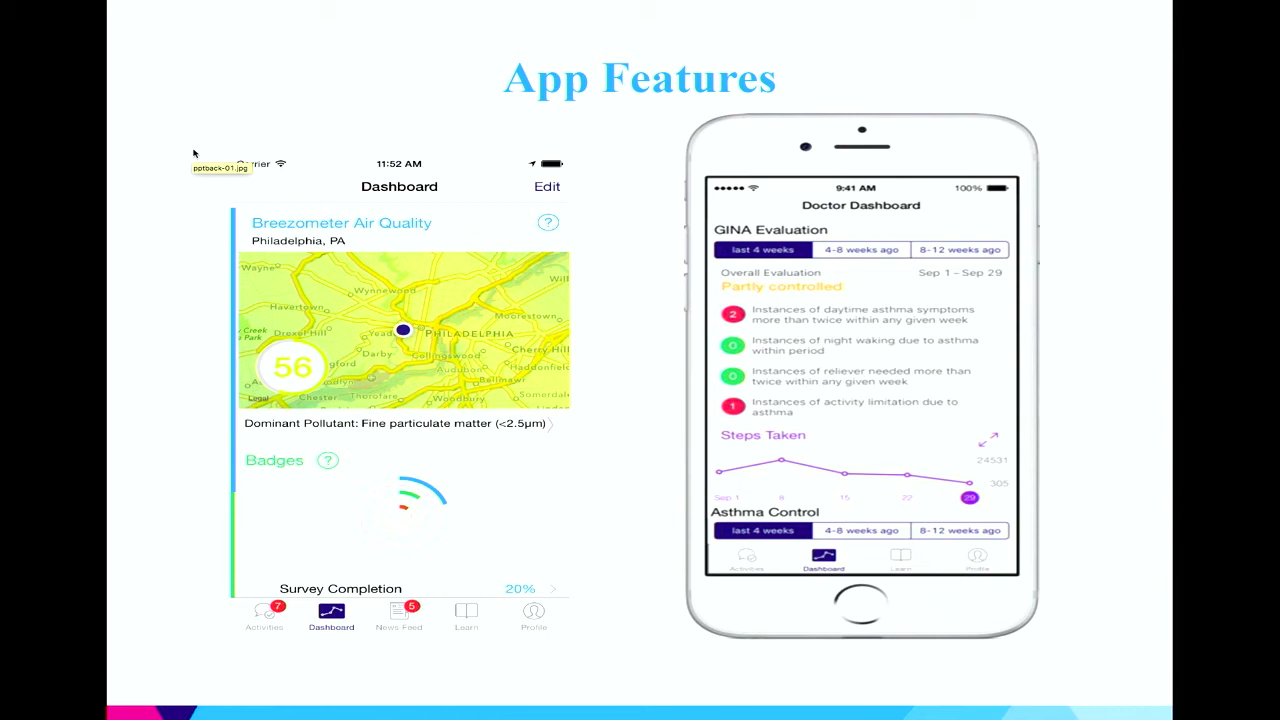 App Features
pptback-01.jpg
11:52 AM
Dashboard
Edit
Breezometer Air Quality
?
Philadelphia, PA
Wayne
Wynnewood
Moorestown
Havertown
Drexel Hill
PHILADELPHIA
Creek
Park
Yead
Darby
Collingswood
Cherry Hill
56
Audubon
Haddonfield
Bellmawr
Legal
Chester
Thorofare
Woodbury
Somerdale
Dominant Pollutant: Fine particulate matter (<2.5μm)
Badges
?
Survey Completion
20%
7
5
Activities
Dashboard
News Feed
Learn
Profile
9:41 AM
100%
Doctor Dashboard
GINA Evaluation
last 4 weeks
4-8 weeks ago
8-12 weeks ago
Overall Evaluation
Sep 1 - Sep 29
Partly controlled
2
Instances of daytime asthma symptoms
more than twice within any given week
0
Instances of night waking due to asthma
within period
0
Instances of reliever needed more than
twice within any given week
1
Instances of activity limitation due to
asthma
Steps Taken
24531
305
Sep 1
8
15
22
29
Asthma Control
last 4 weeks
4-8 weeks ago
8-12 weeks ago
Activities
Dashboard
Learn
Profile